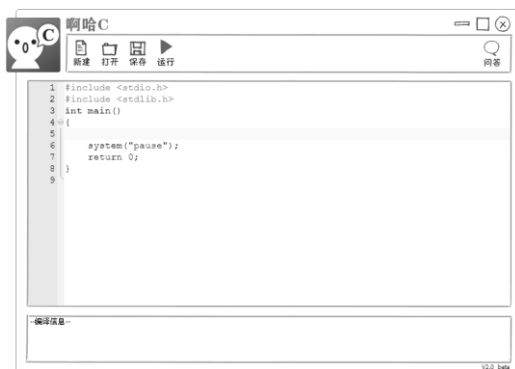 啊哈C
C
新建 打开 保存 运行 问答
1 #include <stdio.h>
2 #include <stdlib.h>
3 int main()
4 {
5
6 system("pause");
7 return 0;
8 }
9
--编译信息--
V2.0 beta